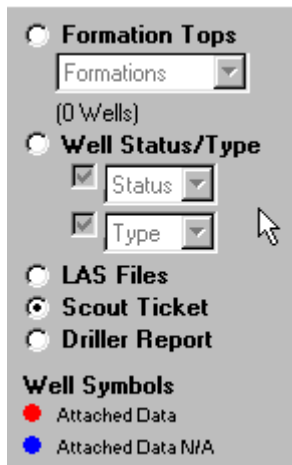 Formation Tops
Formations
(0 Wells)
Well Status/Type
Status
Type
LAS Files
Scout Ticket
Driller Report
Well Symbols
Attached Data
Attached Data N/A